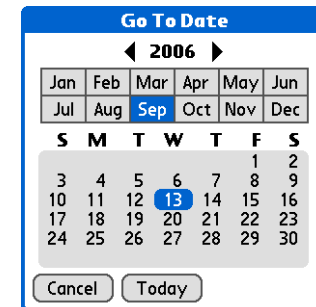 Go To Date
2006
Jan Feb Mar Apr May Jun
Jul Aug Sep Oct Nov Dec
S M T W T F S
1 2
3 4 5 6 7 8 9
10 11 12 13 14 15 16
17 18 19 20 21 22 23
24 25 26 27 28 29 30
Cancel Today